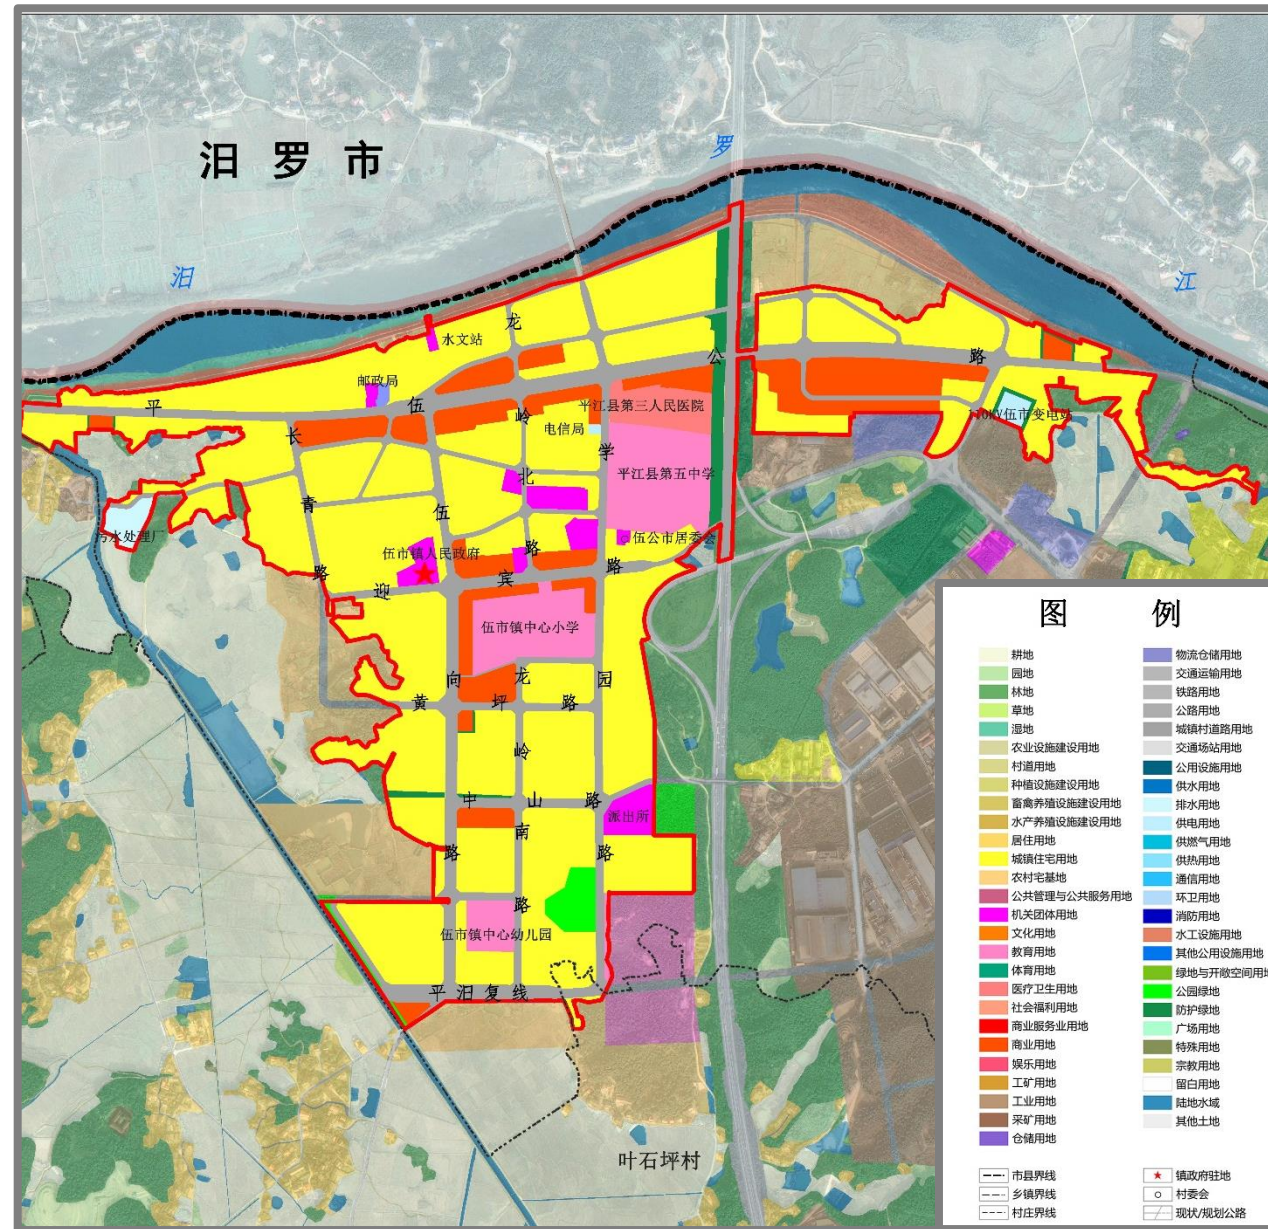 汨罗市
罗
汨
江
龙
水文站
公
路
邮政局
平
伍
岭
平江县第三人民医院
110KV伍市变电站
长
电信局
学
北
平江县第五中学
青
伍
污水处理厂
路
伍公市居委会
伍市镇人民政府
路
迎
宾
路
伍市镇中心小学
向
龙
园
黄
坪
路
岭
中
山
路
派出所
南
路
路
路
伍市镇中心幼儿园
平汨复线
叶石坪村
图例
耕地
园地
林地
草地
湿地
农业设施建设用地
村道用地
种植设施建设用地
畜禽养殖设施建设用地
水产养殖设施建设用地
居住用地
城镇住宅用地
农村宅基地
公共管理与公共服务用地
机关团体用地
文化用地
教育用地
体育用地
医疗卫生用地
社会福利用地
商业服务业用地
商业用地
娱乐用地
工矿用地
工业用地
采矿用地
仓储用地
物流仓储用地
交通运输用地
铁路用地
公路用地
城镇村道路用地
交通场站用地
公用设施用地
供水用地
排水用地
供电用地
供燃气用地
供热用地
通信用地
环卫用地
消防用地
水工设施用地
其他公用设施用地
绿地与开敞空间用地
公园绿地
防护绿地
广场用地
特殊用地
宗教用地
留白用地
陆地水域
其他土地
市县界线
乡镇界线
村庄界线
镇政府驻地
村委会
现状/规划公路